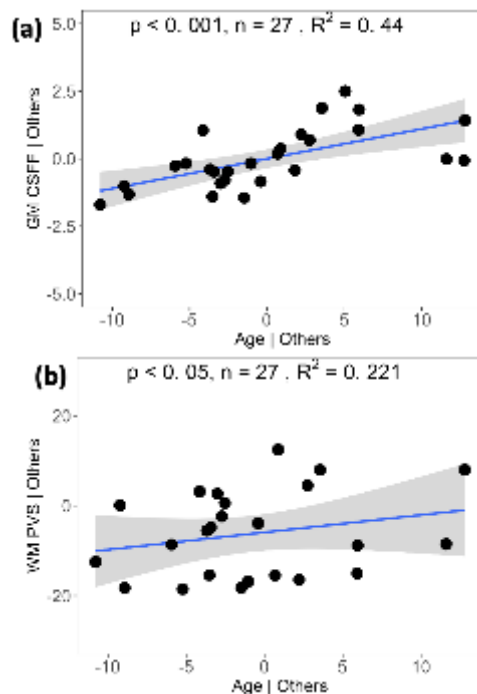 (a)
p < 0. 001, n = 27 . R² = 0. 44
5.0
2.5
0.0
-2.5
-5.0
GM CSFF | Others
-10 -5 0 5 10
Age | Others
(b)
p < 0. 05, n = 27 . R² = 0. 221
20
0
-20
WM PVS | Others
-10 -5 0 5 10
Age | Others